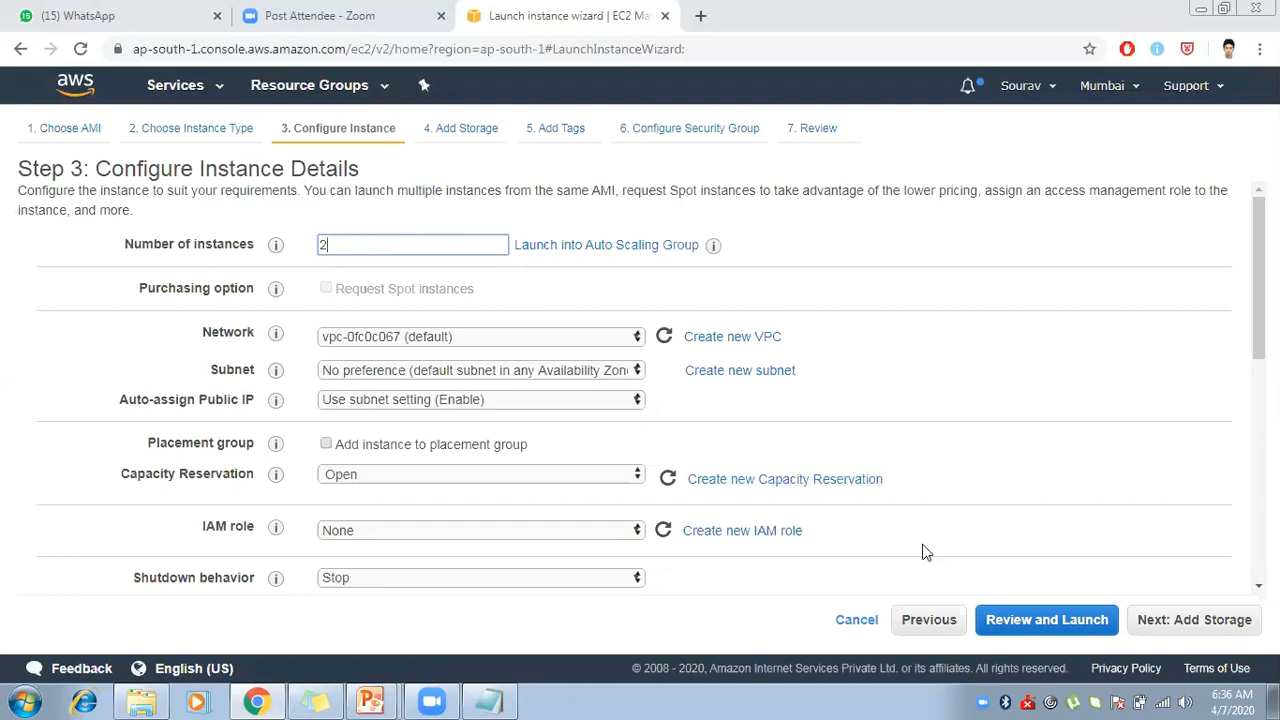 (15) WhatsApp
Post Attendee - Zoom
Launch instance wizard | EC2 Ma
ap-south-1.console.aws.amazon.com/ec2/v2/home?region=ap-south-1#LaunchInstanceWizard:
aws
Services
Resource Groups
Sourav
Mumbai
Support
1. Choose AMI
2. Choose Instance Type
3. Configure Instance
4. Add Storage
5. Add Tags
6. Configure Security Group
7. Review
Step 3: Configure Instance Details
Configure the instance to suit your requirements. You can launch multiple instances from the same AMI, request Spot instances to take advantage of the lower pricing, assign an access management role to the
instance, and more.
Number of instances
2
Launch into Auto Scaling Group
Purchasing option
Request Spot instances
Network
vpc-0fc0c067 (default)
Create new VPC
Subnet
No preference (default subnet in any Availability Zon
Create new subnet
Auto-assign Public IP
Use subnet setting (Enable)
Placement group
Add instance to placement group
Capacity Reservation
Open
Create new Capacity Reservation
IAM role
None
Create new IAM role
Shutdown behavior
Stop
Cancel
Previous
Review and Launch
Next: Add Storage
Feedback
English (US)
© 2008 - 2020, Amazon Internet Services Private Ltd. or its affiliates. All rights reserved.
Privacy Policy
Terms of Use
6:36 AM
4/7/2020